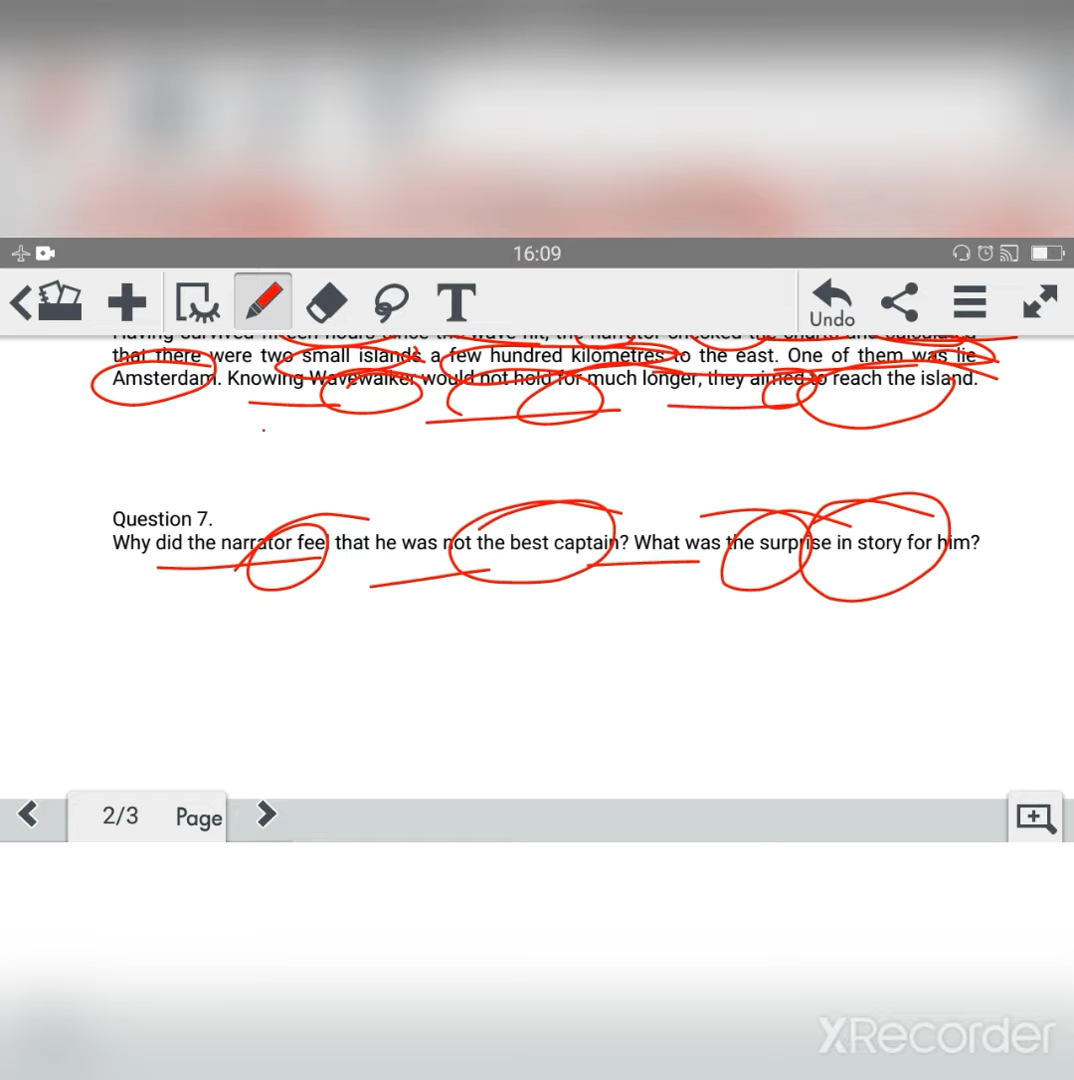 16:09
Undo
that there were two small islands, a few hundred kilometres to the east. One of them was lie
Amsterdam. Knowing Wavewalker would not hold for much longer, they aimed to reach the island.
Question 7.
Why did the narrator feel that he was not the best captain? What was the surprise in story for him?
2/3 Page
XRecorder